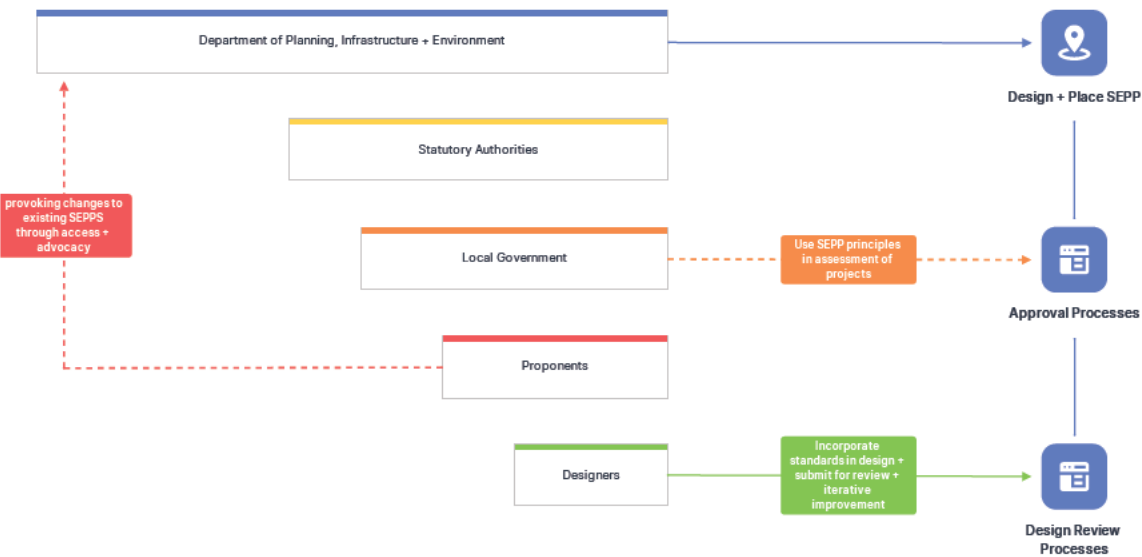 Department of Planning, Infrastructure + Environment
Design + Place SEPP
Statutory Authorities
provoking changes to
existing SEPPS
through access +
advocacy
Local Government
Use SEPP principles
in assessment of
projects
Approval Processes
Proponents
Designers
Incorporate
standards in design +
submit for review +
iterative
improvement
Design Review
Processes